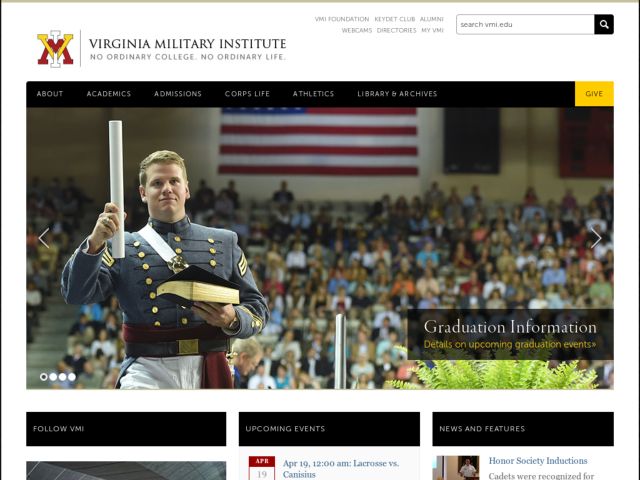 VMI FOUNDATION KEYDET CLUB ALUMNI
WEBCAMS DIRECTORIES MY VMI
search vmi.edu
VMI
VIRGINIA MILITARY INSTITUTE
NO ORDINARY COLLEGE. NO ORDINARY LIFE.
ABOUT ACADEMICS ADMISSIONS CORPS LIFE ATHLETICS LIBRARY & ARCHIVES GIVE
Graduation Information
Details on upcoming graduation events»
FOLLOW VMI
UPCOMING EVENTS
NEWS AND FEATURES
APR
19
Apr 19, 12:00 am: Lacrosse vs.
Canisius
Honor Society Inductions
Cadets were recognized for